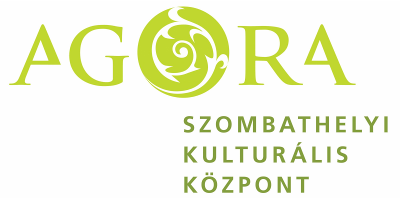 AGORA
SZOMBATHELYI
KULTURÁLIS
KÖZPONT